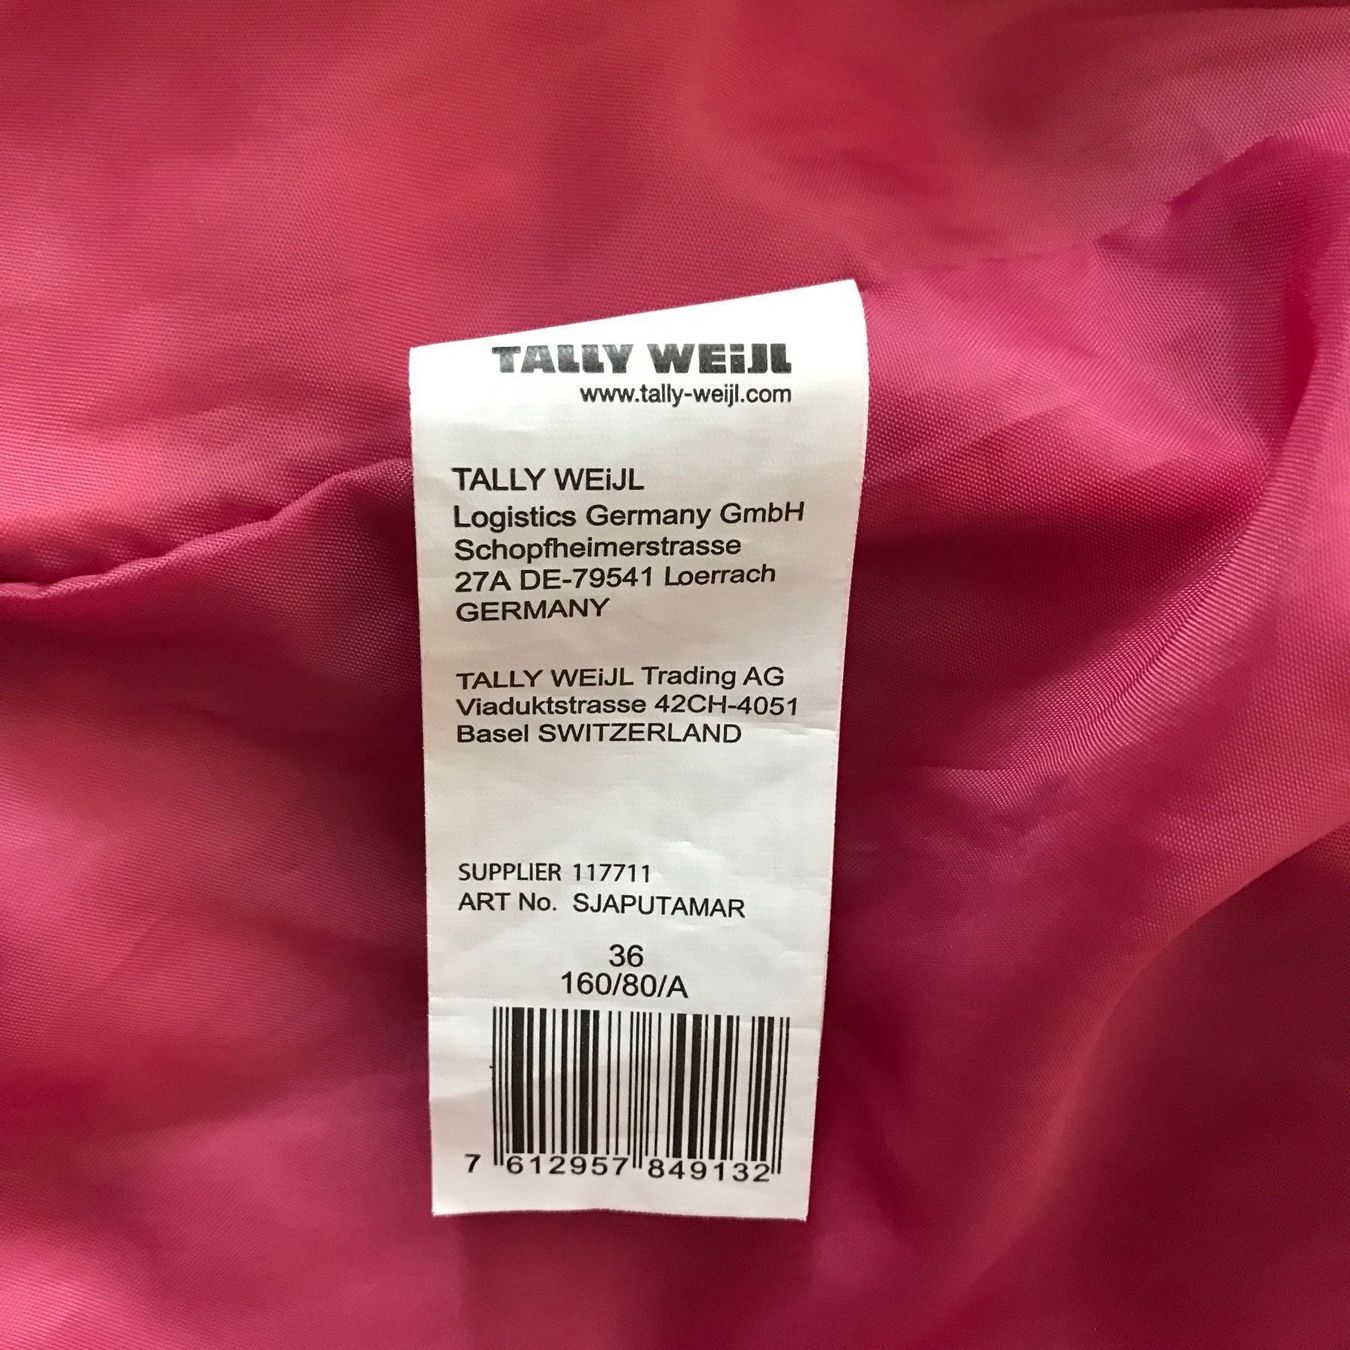 TALLY WEiJL
www.tally-weijl.com
TALLY WEiJL
Logistics Germany GmbH
Schopfheimerstrasse
27A DE-79541 Loerrach
GERMANY
TALLY WEiJL Trading AG
Viaduktstrasse 42CH-4051
Basel SWITZERLAND
SUPPLIER 117711
ART No. SJAPUTAMAR
36
160/80/A
7 612957 849132